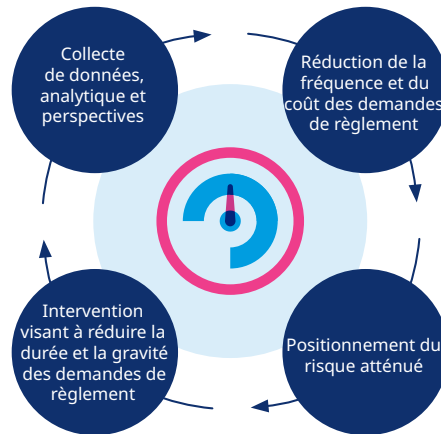 Collecte
de données,
analytique et
perspectives
Réduction de la
fréquence et du
coût des demandes
de règlement
Intervention
visant à réduire la
durée et la gravité
des demandes de
règlement
Positionnement du
risque atténué